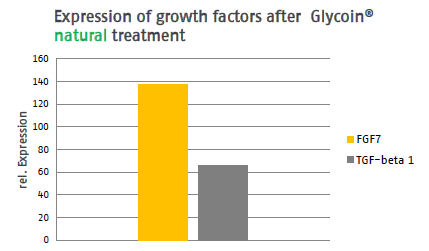 Expression of growth factors after Glycoin®
natural treatment
160
140
120
100
80
60
40
20
0
rel. Expression
FGF7
TGF-beta 1